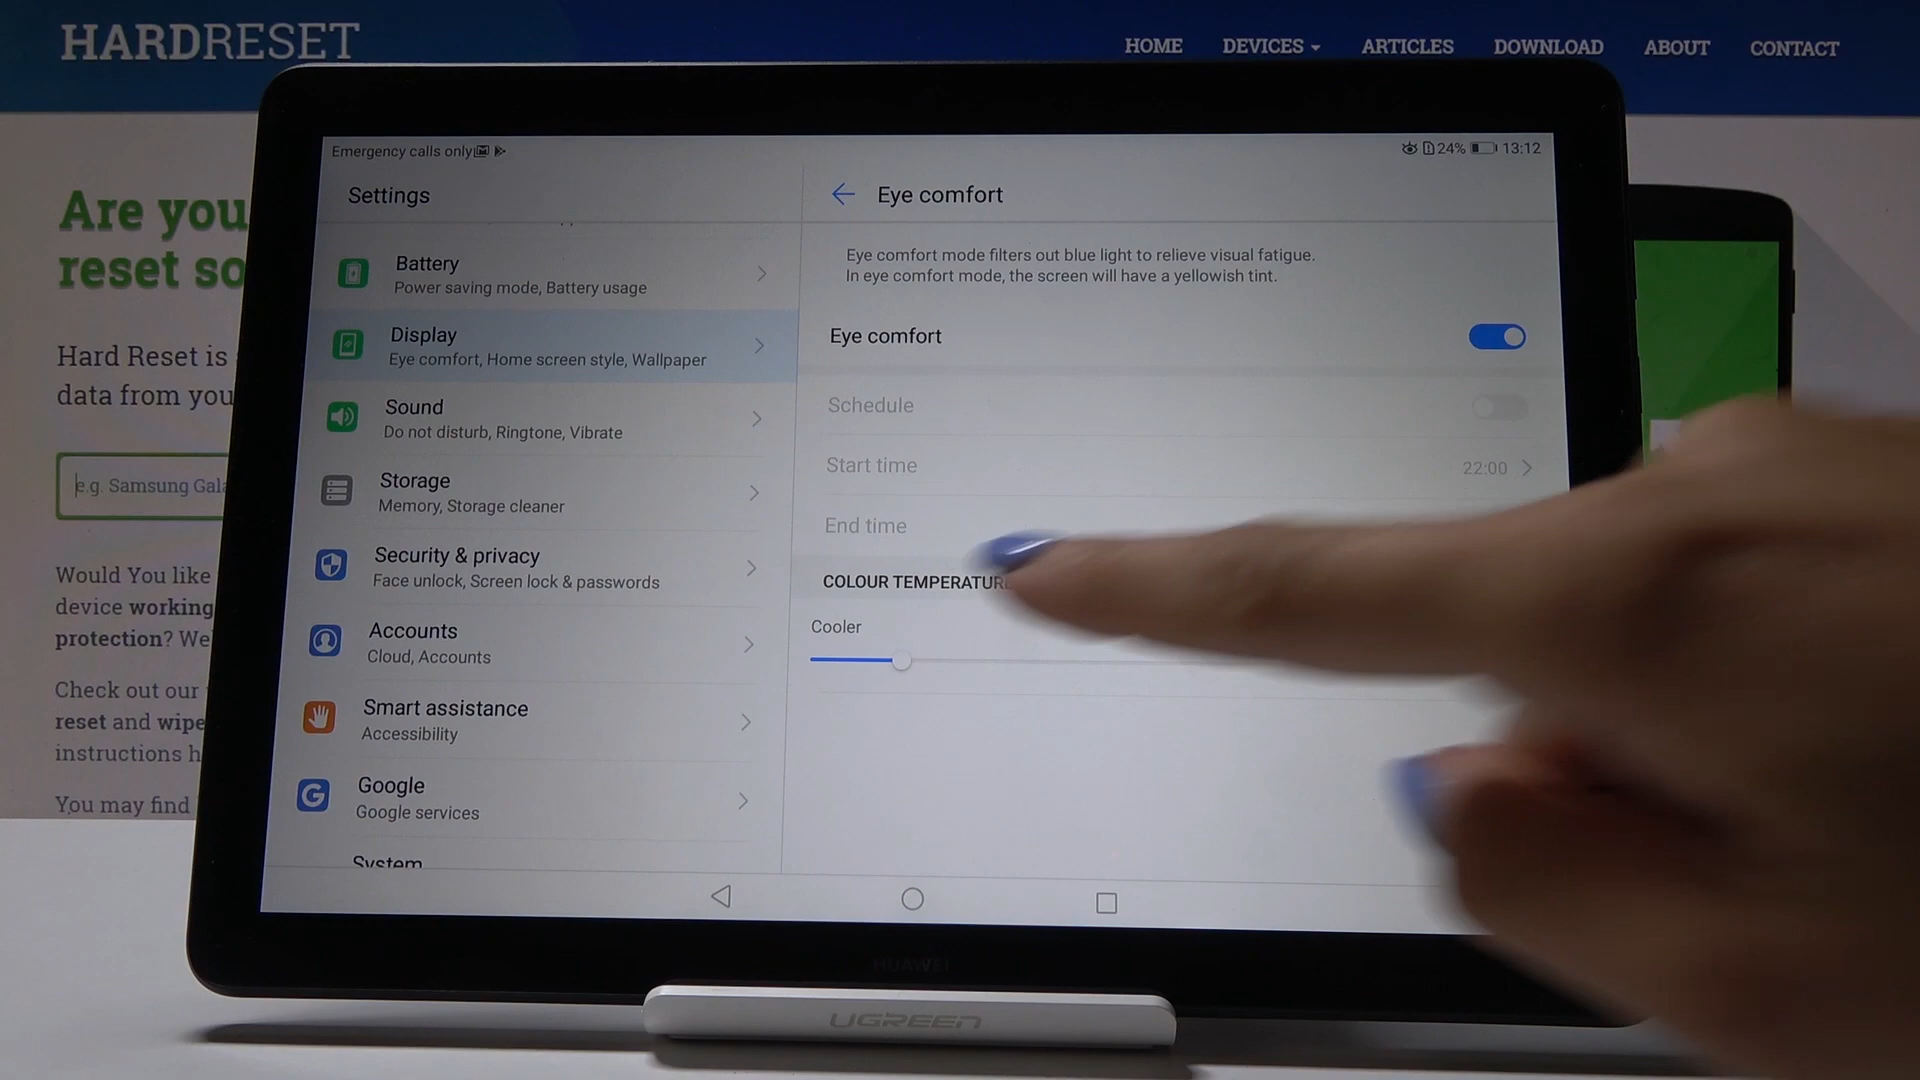 HARDRESET
HOME DEVICES ARTICLES DOWNLOAD ABOUT CONTACT
Are you
reset so
Hard Reset is
data from you
e.g. Samsung Gala
Would You like
device working
protection? We
Check out our
reset and wipe
instructions h
You may find
Emergency calls only
24% 13:12
Settings
Battery
Power saving mode, Battery usage
Display
Eye comfort, Home screen style, Wallpaper
Sound
Do not disturb, Ringtone, Vibrate
Storage
Memory, Storage cleaner
Security & privacy
Face unlock, Screen lock & passwords
Accounts
Cloud, Accounts
Smart assistance
Accessibility
Google
Google services
System
Eye comfort
Eye comfort mode filters out blue light to relieve visual fatigue.
In eye comfort mode, the screen will have a yellowish tint.
Eye comfort
Schedule
Start time 22:00
End time
COLOUR TEMPERATURE
Cooler
HUAWEI
UGREEN